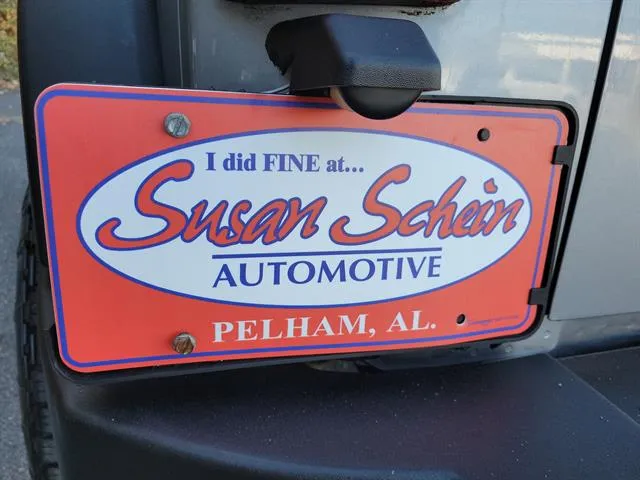 I did FINE at...
Susan Schein
AUTOMOTIVE
PELHAM, AL.